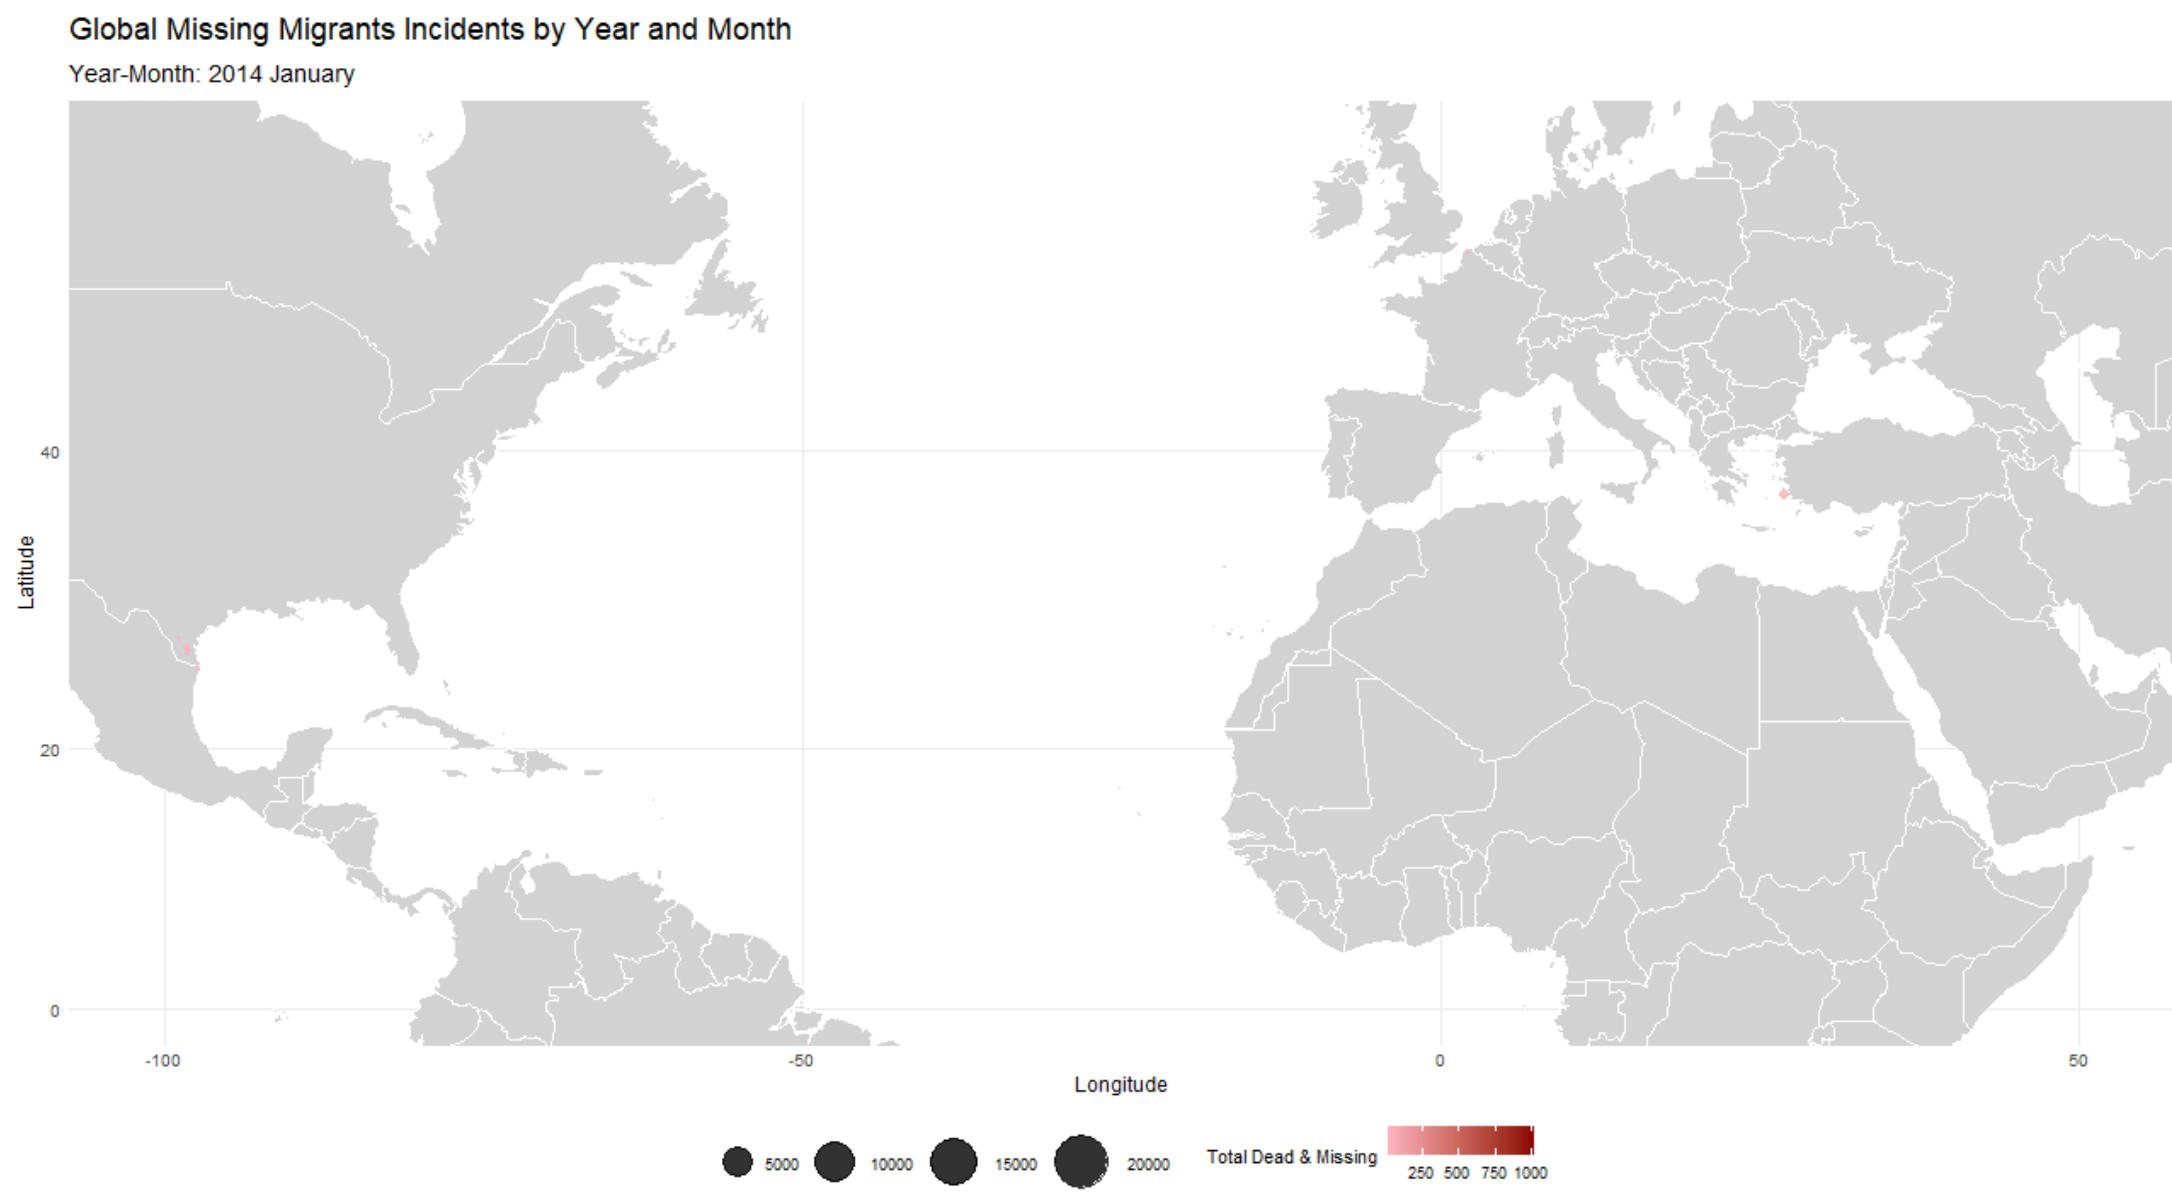 Global Missing Migrants Incidents by Year and Month
Year-Month: 2014 January
Latitude
40
20
0
-100
-50
0
50
Longitude
5000
10000
15000
20000
Total Dead & Missing
250 500 750 1000